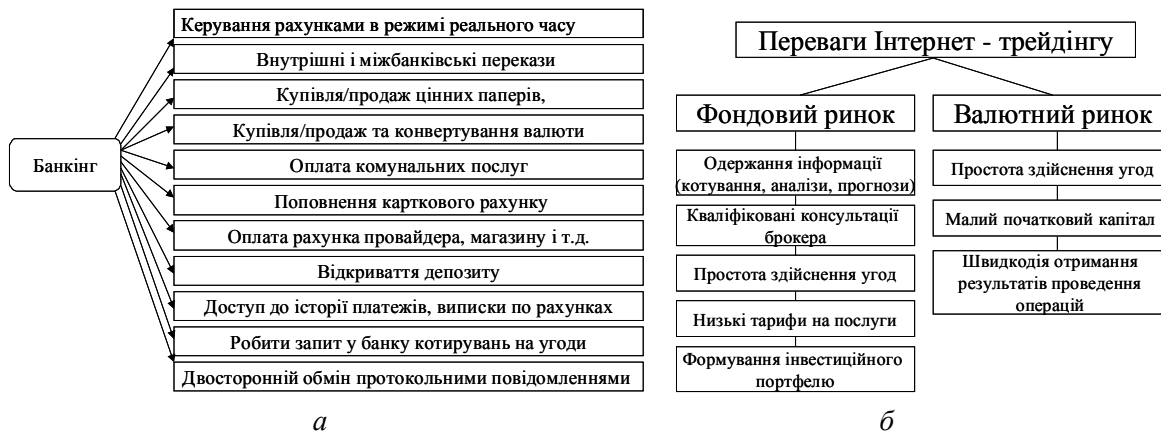 Керування рахунками в режимі реального часу
Внутрішні і міжбанківські перекази
Купівля/продаж цінних паперів,
Купівля/продаж та конвертування валюти
Банкінг
Оплата комунальних послуг
Поповнення карткового рахунку
Оплата рахунка провайдера, магазину і т.д.
Відкриваття депозиту
Доступ до історії платежів, виписки по рахунках
Робити запит у банку котирувань на угоди
Двосторонній обмін протокольними повідомленнями
а
Переваги Інтернет - трейдінгу
Фондовий ринок
Одержання інформації
(котування, аналізи, прогнози)
Кваліфіковані консультації
брокера
Простота здійснення угод
Низькі тарифи на послуги
Формування інвестиційного
портфелю
Валютний ринок
Простота здійснення угод
Малий початковий капітал
Швидкодія отримання
результатів проведення
операцій
б